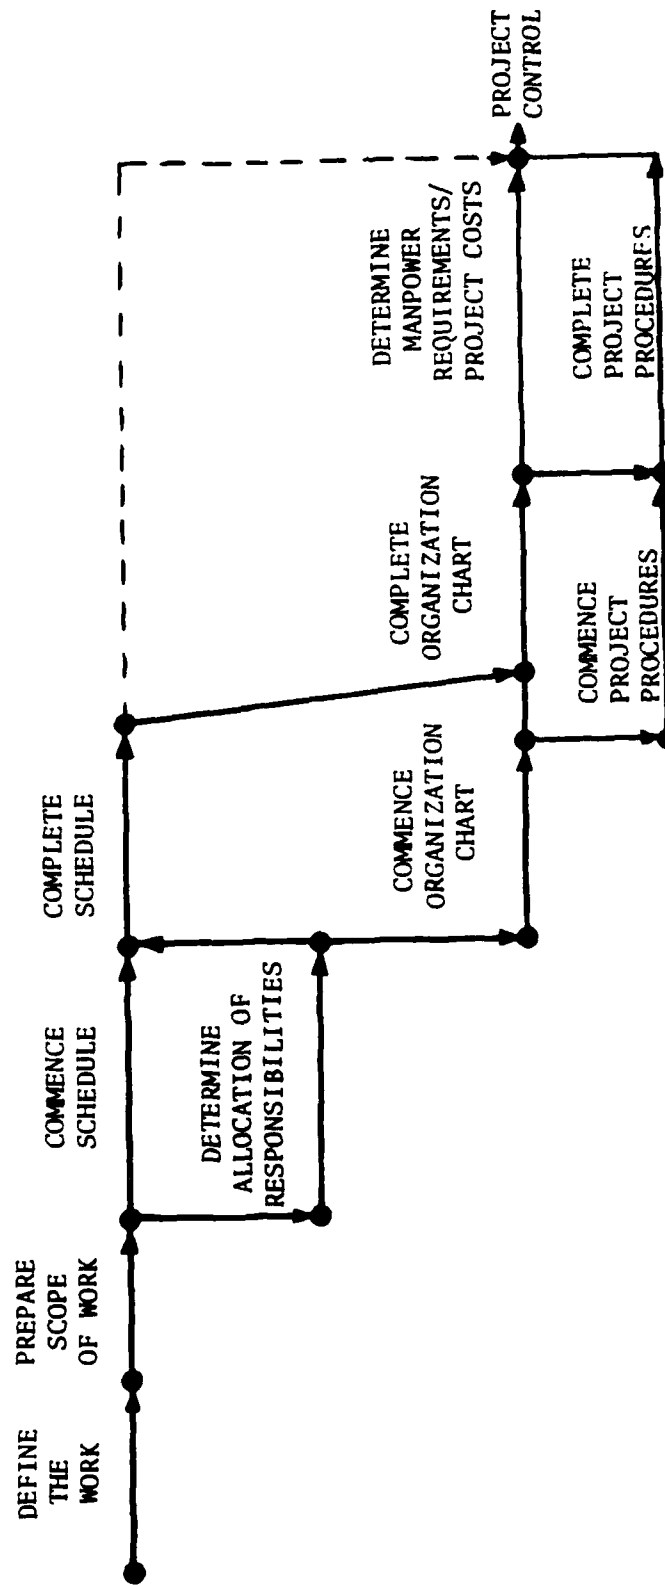 DEFINE
THE
WORK
PREPARE
SCOPE
OF WORK
COMMENCE
SCHEDULE
COMPLETE
SCHEDULE
DETERMINE
ALLOCATION OF
RESPONSIBILITIES
COMMENCE
ORGANIZATION
CHART
COMPLETE
ORGANIZATION
CHART
DETERMINE
MANPOWER
REQUIREMENTS/
PROJECT COSTS
PROJECT
CONTROL
COMMENCE
PROJECT
PROCEDURES
COMPLETE
PROJECT
PROCEDURES